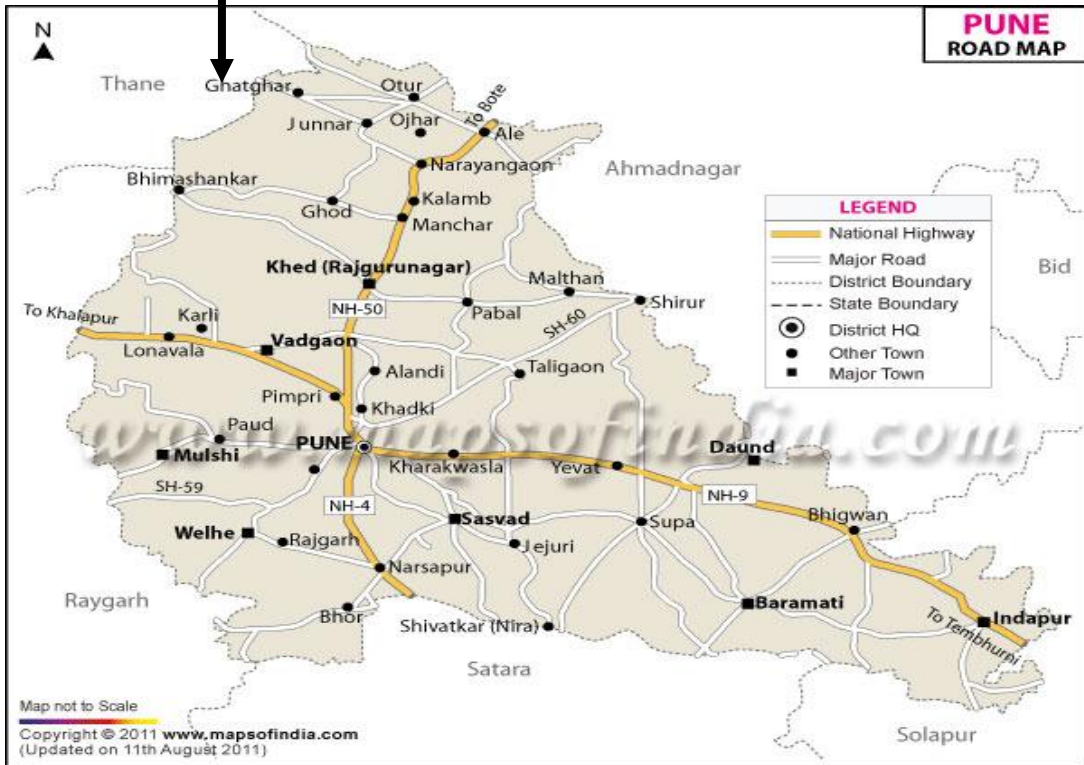 N
PUNE
ROAD MAP
Thane
Ghatghar
Otur
To Bote
Junnar
Ojhar
Ale
Narayangaon
Ahmadnagar
Bhimashankar
Ghod
Kalamb
Manchar
LEGEND
National Highway
Major Road
District Boundary
State Boundary
District HQ
Other Town
Major Town
Bid
Khed (Rajgurunagar)
Malthan
Shirur
NH-50
Pabal
SH-60
To Khalapur
Karli
Lonavala
Vadgaon
Alandi
Taligaon
Pimpri
Khadki
Paud
www.mapsofindia.com
PUNE
Mulshi
Kharakwasla
Yevat
Daund
SH-59
NH-4
NH-9
Bhigwan
Welhe
Rajgarh
Sasvad
Supa
Jejuri
Narsapur
Raygarh
Bhor
Shivatkar (Nira)
Baramati
Indapur
To Tembhurni
Satara
Solapur
Map not to Scale
Copyright © 2011 www.mapsofindia.com
(Updated on 11th August 2011)